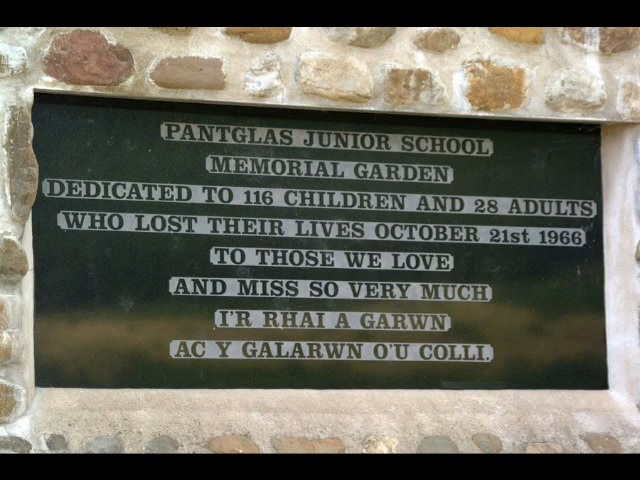 PANTGLAS JUNIOR SCHOOL
MEMORIAL GARDEN
DEDICATED TO 116 CHILDREN AND 28 ADULTS
WHO LOST THEIR LIVES OCTOBER 21st 1966
TO THOSE WE LOVE
AND MISS SO VERY MUCH
I'R RHAI A GARWN
AC Y GALARWN O'U COLLI.